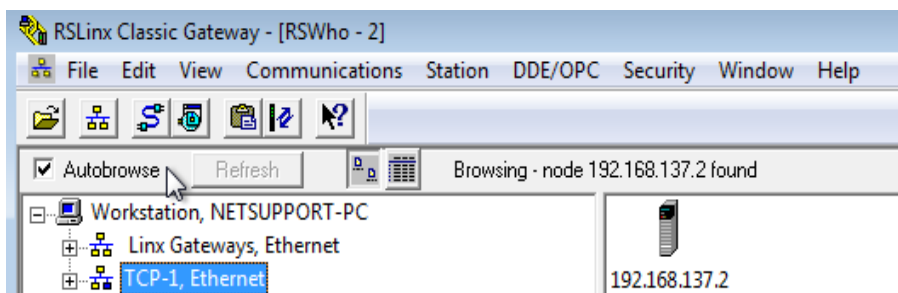 RSLinx Classic Gateway - [RSWho - 2]
File Edit View Communications Station DDE/OPC Security Window Help
Autobrowse Refresh Browsing - node 192.168.137.2 found
Workstation, NETSUPPORT-PC
Linx Gateways, Ethernet
TCP-1, Ethernet
192.168.137.2